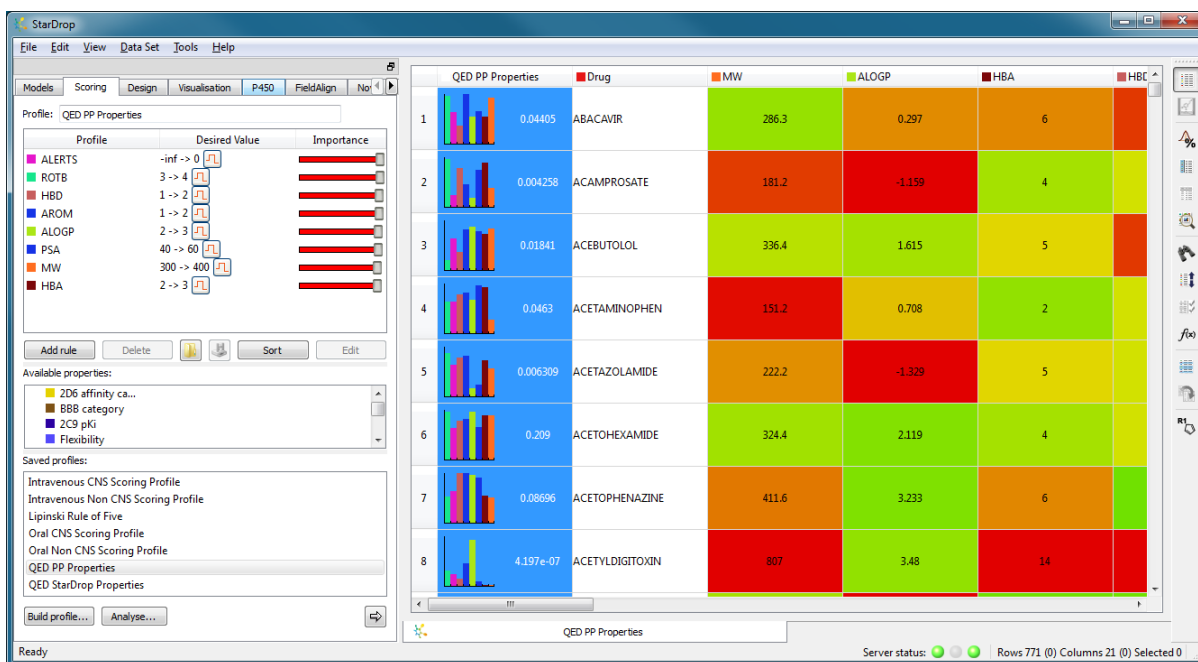 StarDrop
File Edit View Data Set Tools Help
Models Scoring Design Visualisation P450 FieldAlign
Profile: QED PP Properties
Profile Desired Value Importance
ALERTS -inf -> 0
ROTB 3 -> 4
HBD 1 -> 2
AROM 1 -> 2
ALOGP 2 -> 3
PSA 40 -> 60
MW 300 -> 400
HBA 2 -> 3
Add rule Delete Sort Edit
Available properties:
2D6 affinity ca...
BBB category
2C9 pKi
Flexibility
Saved profiles:
Intravenous CNS Scoring Profile
Intravenous Non CNS Scoring Profile
Lipinski Rule of Five
Oral CNS Scoring Profile
Oral Non CNS Scoring Profile
QED PP Properties
QED StarDrop Properties
Build profile... Analyse...
QED PP Properties Drug MW ALOGP HBA
1 0.04405 ABACAVIR 286.3 0.297 6
2 0.004258 ACAMPROSATE 181.2 -1.159 4
3 0.01841 ACEBUTOLOL 336.4 1.615 5
4 0.0463 ACETAMINOPHEN 151.2 0.708 2
5 0.006309 ACETAZOLAMIDE 222.2 -1.329 5
6 0.209 ACETOHEXAMIDE 324.4 2.119 4
7 0.08696 ACETOPHENAZINE 411.6 3.233 6
8 4.197e-07 ACETYLDIGITOXIN 807 3.48 14
%
f(x)
R1
QED PP Properties
Ready Server status: Rows 771 (0) Columns 21 (0) Selected 0